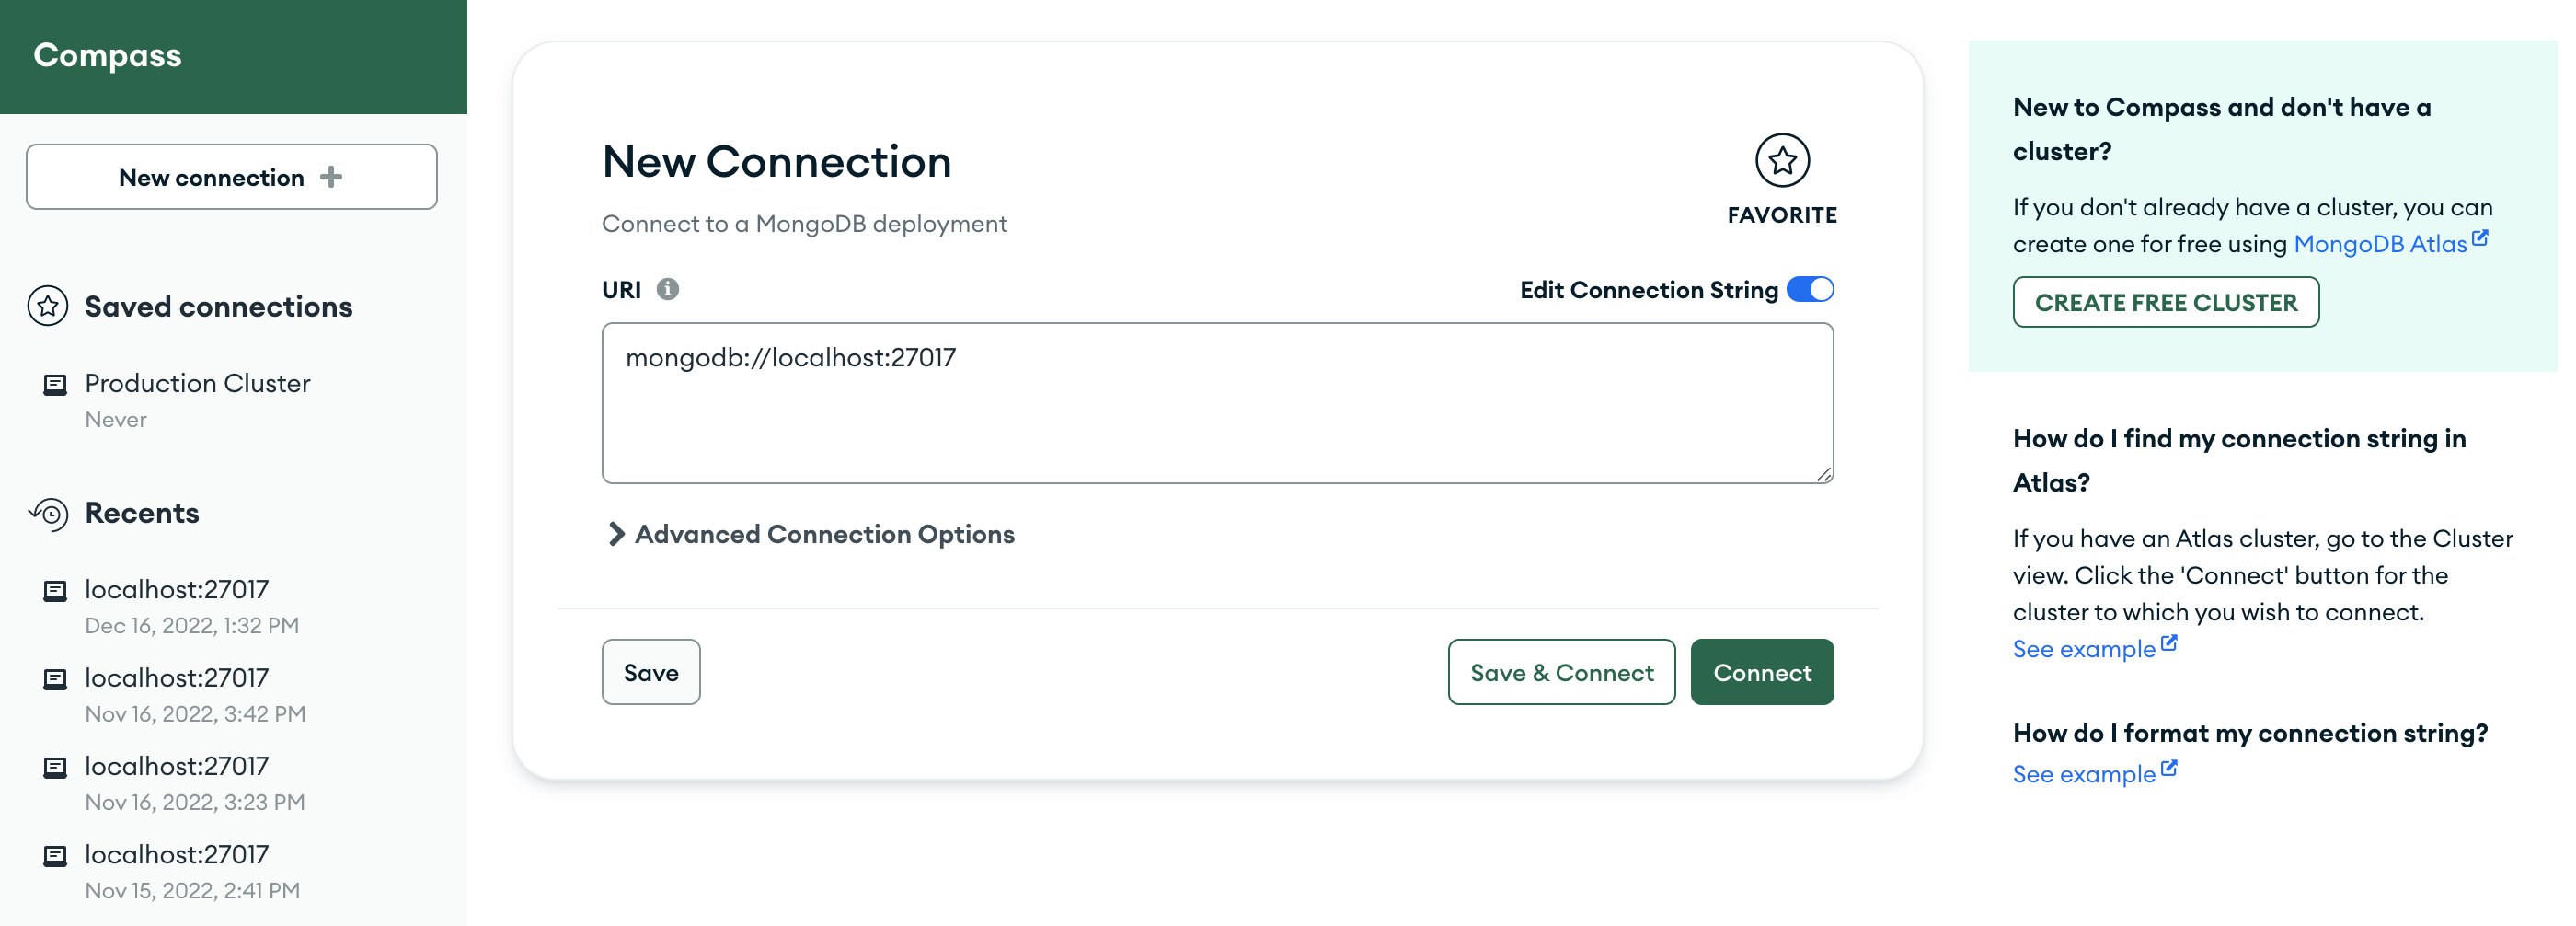 Compass
New connection
Saved connections
Production Cluster
Never
Recents
localhost:27017
Dec 16, 2022, 1:32 PM
localhost:27017
Nov 16, 2022, 3:42 PM
localhost:27017
Nov 16, 2022, 3:23 PM
localhost:27017
Nov 15, 2022, 2:41 PM
New Connection
Connect to a MongoDB deployment
FAVORITE
URI
Edit Connection String
mongodb://localhost:27017
Advanced Connection Options
Save
Save & Connect
Connect
New to Compass and don't have a
cluster?
If you don't already have a cluster, you can
create one for free using MongoDB Atlas
CREATE FREE CLUSTER
How do I find my connection string in
Atlas?
If you have an Atlas cluster, go to the Cluster
view. Click the 'Connect' button for the
cluster to which you wish to connect.
See example
How do I format my connection string?
See example